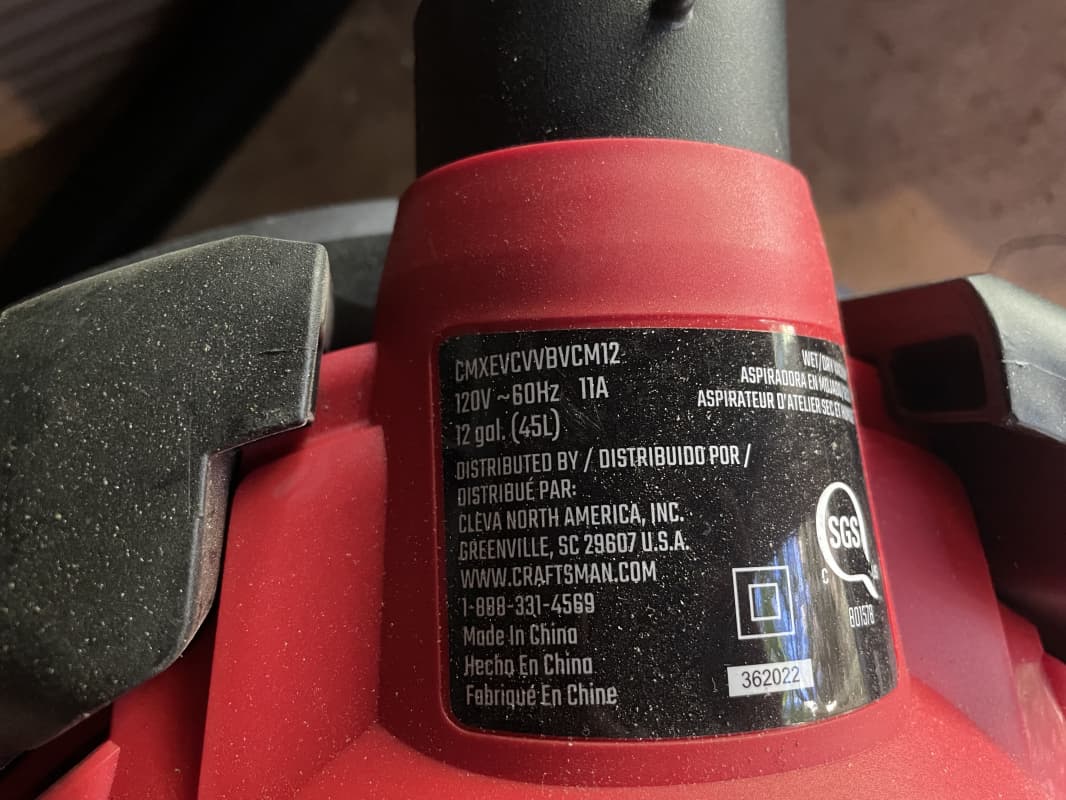 CMXEVCVVBVCM12
120V ~60Hz 11A
12 gal. (45L)
WET/DRY
ASPIRADORA EN MOJADO
ASPIRATEUR D'ATELIER SEC ET
DISTRIBUTED BY / DISTRIBUIDO POR /
DISTRIBUÉ PAR:
CLEVA NORTH AMERICA, INC.
GREENVILLE, SC 29607 U.S.A.
WWW.CRAFTSMAN.COM
1-888-331-4569
Made In China
Hecho En China
Fabriqué En Chine
SGS
C
US
801578
362022